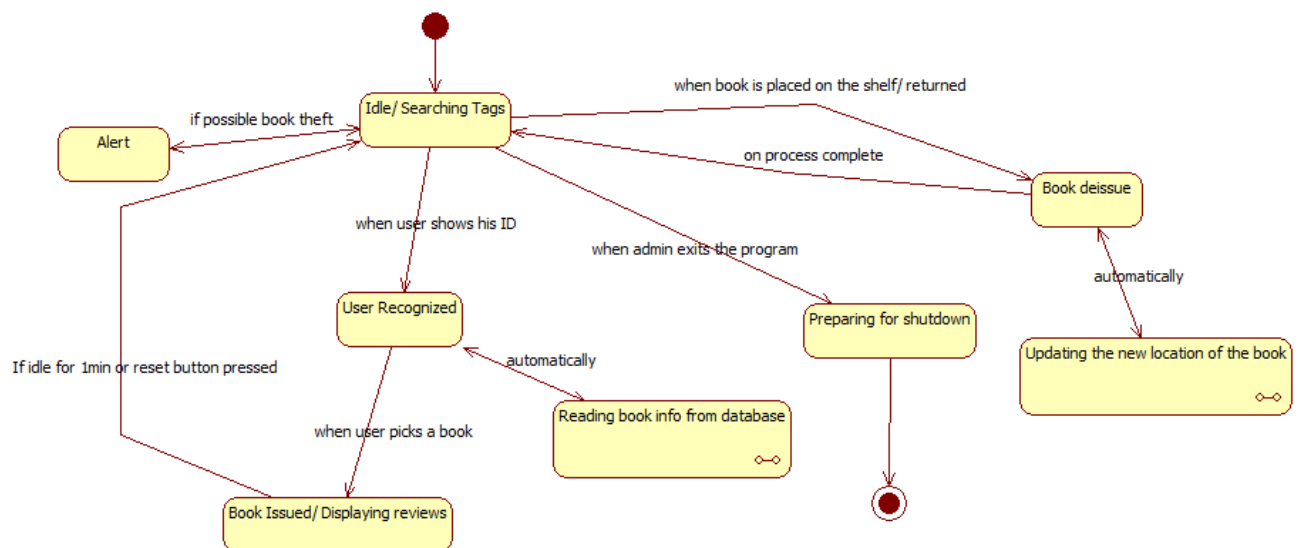 when book is placed on the shelf/ returned
Idle/ Searching Tags
if possible book theft
Alert
on process complete
Book deissue
when user shows his ID
when admin exits the program
automatically
User Recognized
Preparing for shutdown
Updating the new location of the book
automatically
If idle for 1min or reset button pressed
Reading book info from database
when user picks a book
Book Issued/ Displaying reviews